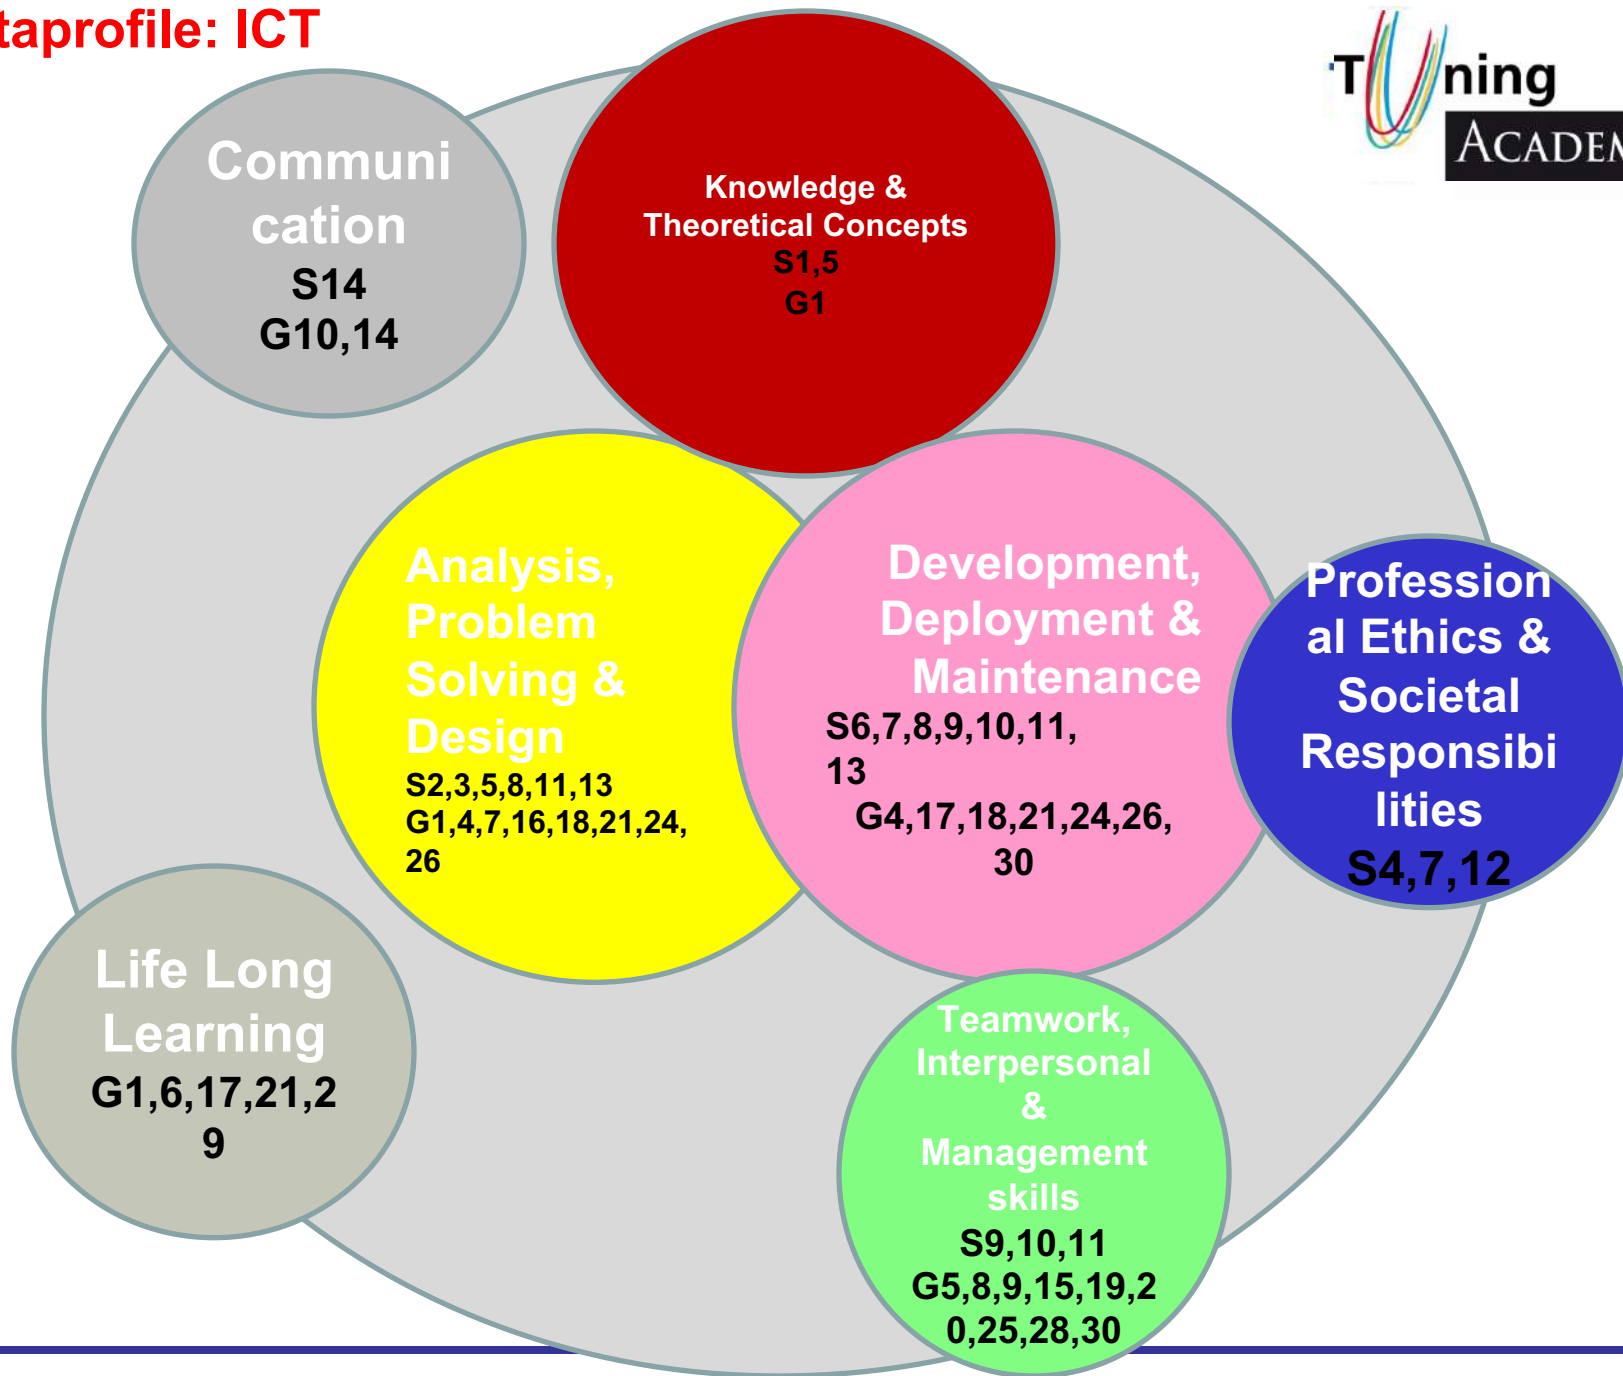 taprofile: ICT
Tuning
ACADEM
Communi
cation
S14
G10,14
Knowledge &
Theoretical Concepts
S1,5
G1
Analysis,
Problem
Solving &
Design
S2,3,5,8,11,13
G1,4,7,16,18,21,24,
26
Development,
Deployment &
Maintenance
S6,7,8,9,10,11,
13
G4,17,18,21,24,26,
30
Profession
al Ethics &
Societal
Responsibi
lities
S4,7,12
Life Long
Learning
G1,6,17,21,2
9
Teamwork,
Interpersonal
&
Management
skills
S9,10,11
G5,8,9,15,19,2
0,25,28,30